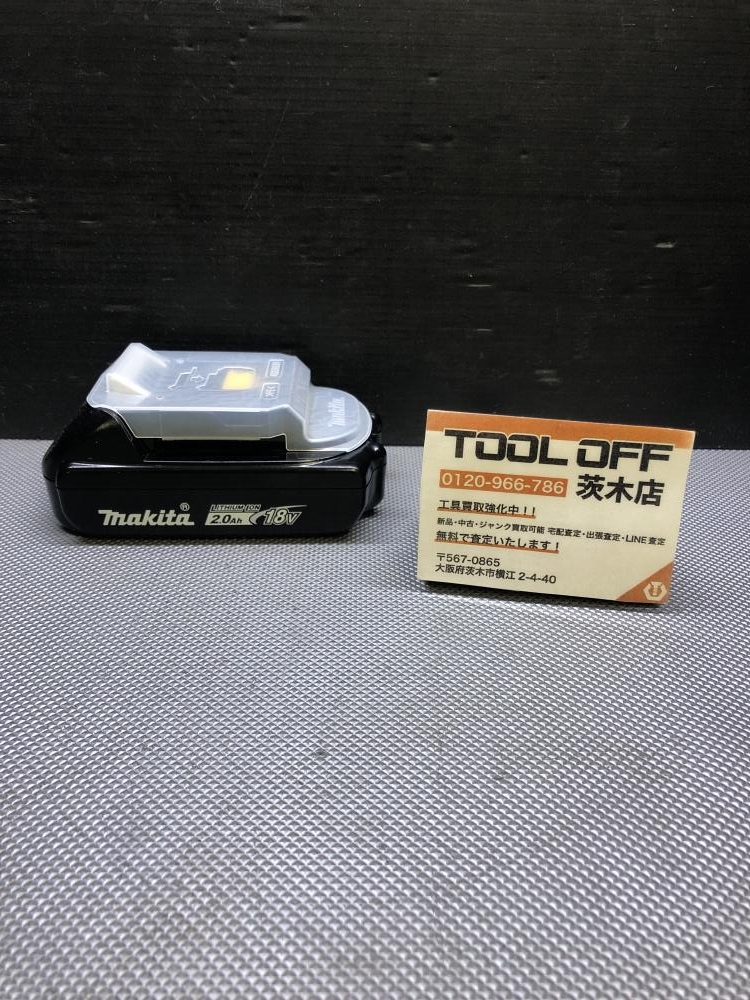 makita®
LITHIUM-ION
2.0Ah
18V
makita
TOOL OFF
0120-966-786 茨木店
工具買取強化中!!
新品・中古・ジャンク買取可能 宅配査定・出張査定・LINE査定
無料で査定いたします!
〒567-0865
大阪府茨木市横江 2-4-40